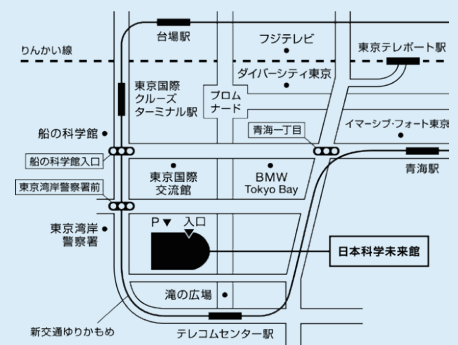 台場駅
フジテレビ
東京テレポート駅
りんかい線
ダイバーシティ東京
東京国際
クルーズ
ターミナル駅
プロム
ナード
船の科学館
青海一丁目
イマーシブ・フォート東京
船の科学館入口
青海駅
東京国際
交流館
BMW
Tokyo Bay
東京湾岸警察署前
P
入口
東京湾岸
警察署
日本科学未来館
滝の広場
新交通ゆりかもめ
テレコムセンター駅